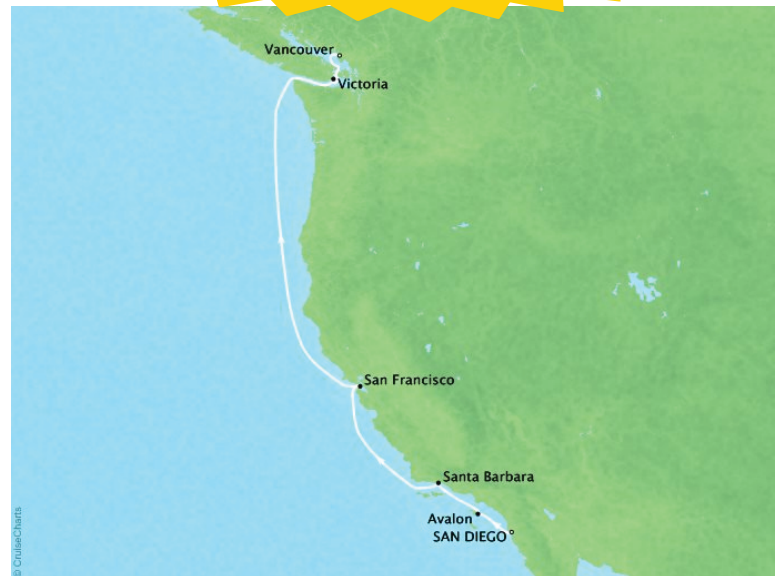 Vancouver
Victoria
San Francisco
Santa Barbara
Avalon
SAN DIEGO
© CruiseCharts